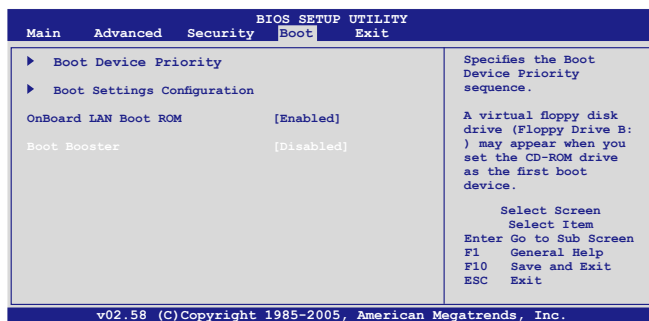 BIOS SETUP UTILITY
Main Advanced Security Boot Exit
Boot Device Priority
Boot Settings Configuration
OnBoard LAN Boot ROM [Enabled]
Boot Booster [Disabled]
Specifies the Boot
Device Priority
sequence.
A virtual floppy disk
drive (Floppy Drive B:
) may appear when you
set the CD-ROM drive
as the first boot
device.
Select Screen
Select Item
Enter Go to Sub Screen
F1 General Help
F10 Save and Exit
ESC Exit
v02.58 (C)Copyright 1985-2005, American Megatrends, Inc.